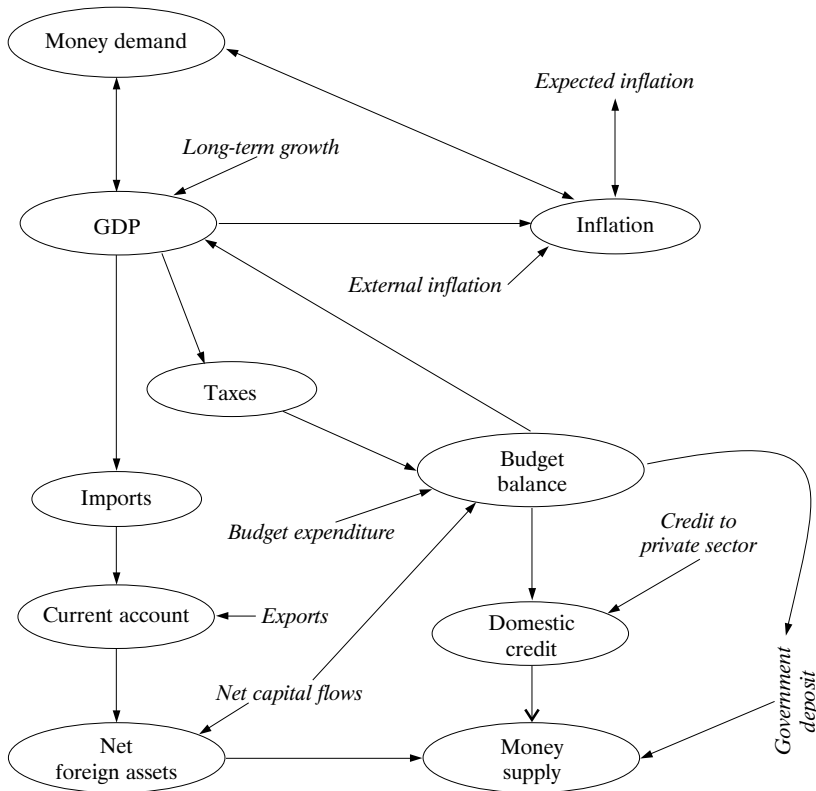 Money demand
Expected inflation
Long-term growth
GDP
Inflation
External inflation
Taxes
Budget
balance
Imports
Budget expenditure
Credit to
private sector
Current account
Exports
Domestic
credit
Net capital flows
Government
deposit
Net
foreign assets
Money
supply